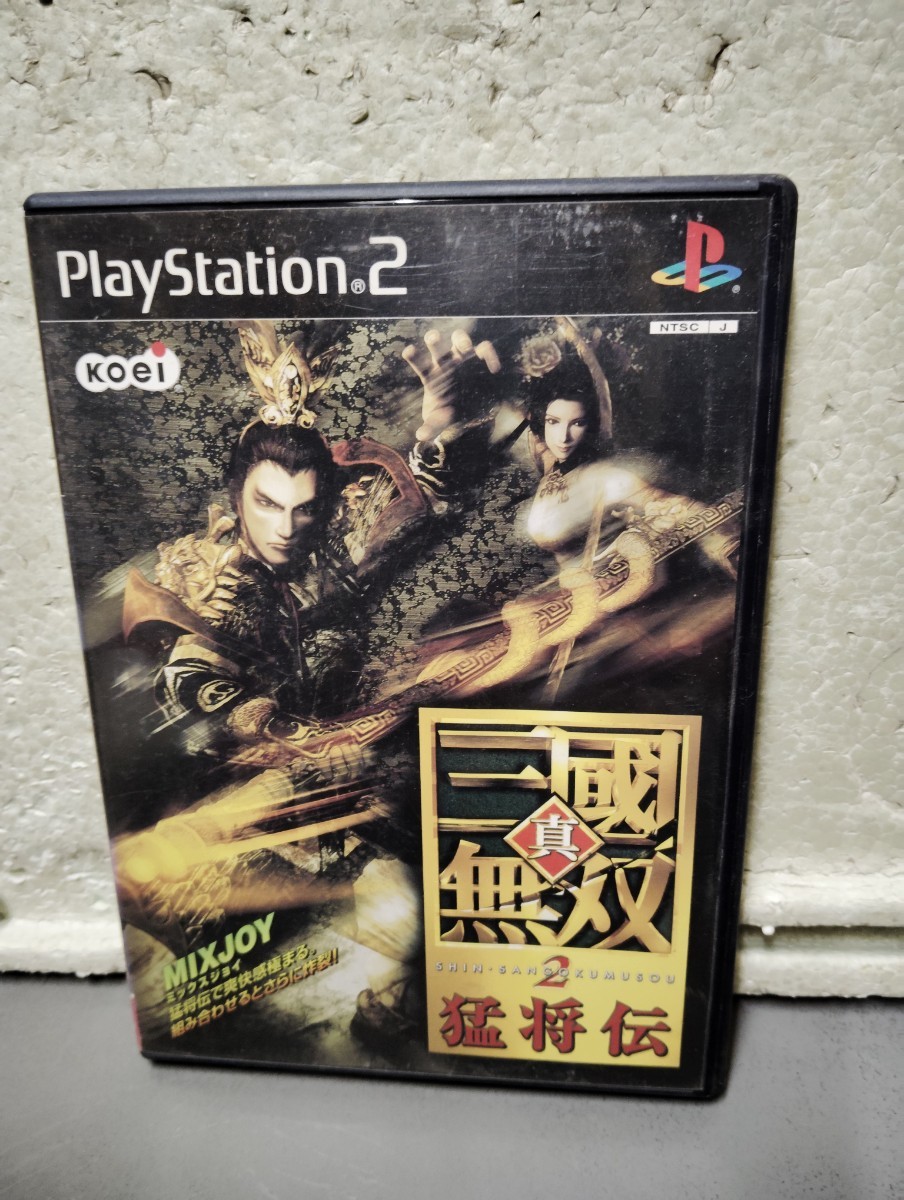 PlayStation®2
NTSC J
KOEI
真
三國
無双
2
SHIN・SANGOKUMUSOU
猛将伝
MIXJOY
ミックスジョイ
猛将伝で爽快感極まる。
組み合わせるとさらに炸裂!!